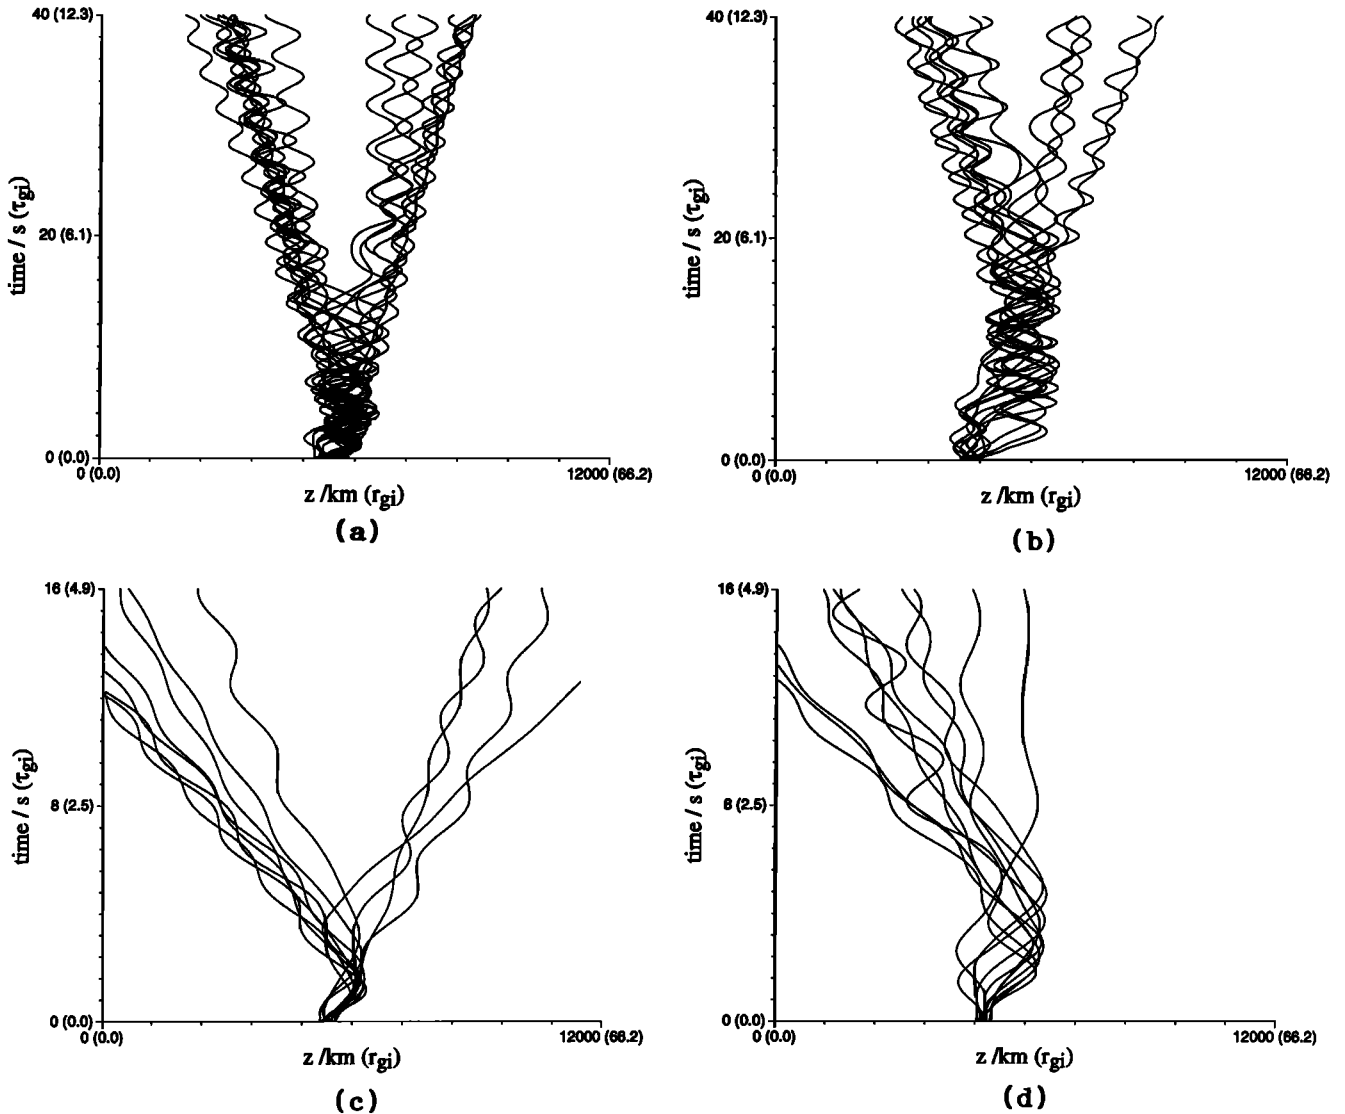 40 (12.3)
20 (6.1)
0 (0.0)
time / s (τgi)
0 (0.0)
12000 (66.2)
z /km (rgi)
(a)
40 (12.3)
20 (6.1)
0 (0.0)
time / s (τgi)
0 (0.0)
12000 (66.2)
z /km (rgi)
(b)
16 (4.9)
8 (2.5)
0 (0.0)
time / s (τgi)
0 (0.0)
12000 (66.2)
z /km (rgi)
(c)
16 (4.9)
8 (2.5)
0 (0.0)
time / s (τgi)
0 (0.0)
12000 (66.2)
z /km (rgi)
(d)